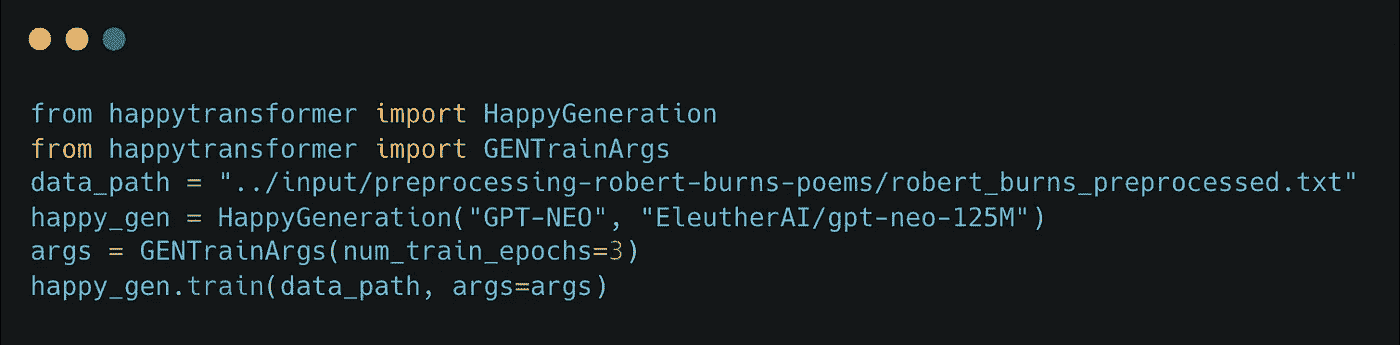 from happytransformer import HappyGeneration
from happytransformer import GENTrainArgs
data_path = "../input/preprocessing-robert-burns-poems/robert_burns_preprocessed.txt"
happy_gen = HappyGeneration("GPT-NEO", "EleutherAI/gpt-neo-125M")
args = GENTrainArgs(num_train_epochs=3)
happy_gen.train(data_path, args=args)